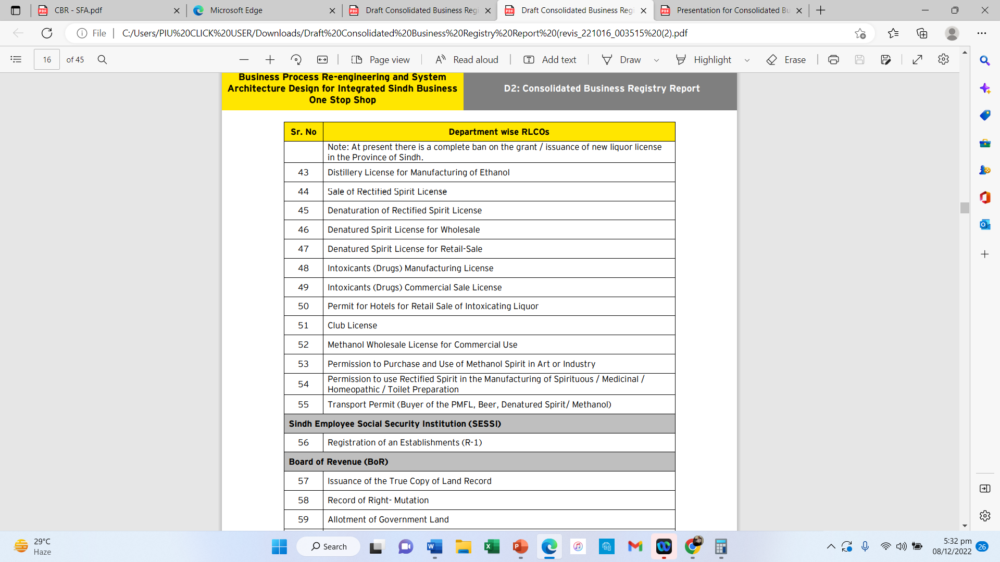 CBR - SFA.pdf
Microsoft Edge
Draft Consolidated Business Regi
Draft Consolidated Business Regi
Presentation for Consolidated Bu
File
C:/Users/PIU%20CLICK%20USER/Downloads/Draft%20Consolidated%20Business%20Registry%20Report%20(revis_221016_003515%20(2).pdf
16 of 45
Page view
Read aloud
Add text
Draw
Highlight
Erase
Business Process Re-engineering and System
Architecture Design for Integrated Sindh Business
One Stop Shop
D2: Consolidated Business Registry Report
Sr. No Department wise RLCOs
Note: At present there is a complete ban on the grant / issuance of new liquor license
in the Province of Sindh.
43 Distillery License for Manufacturing of Ethanol
44 Sale of Rectified Spirit License
45 Denaturation of Rectified Spirit License
46 Denatured Spirit License for Wholesale
47 Denatured Spirit License for Retail-Sale
48 Intoxicants (Drugs) Manufacturing License
49 Intoxicants (Drugs) Commercial Sale License
50 Permit for Hotels for Retail Sale of Intoxicating Liquor
51 Club License
52 Methanol Wholesale License for Commercial Use
53 Permission to Purchase and Use of Methanol Spirit in Art or Industry
54 Permission to use Rectified Spirit in the Manufacturing of Spirituous / Medicinal /
Homeopathic / Toilet Preparation
55 Transport Permit (Buyer of the PMFL, Beer, Denatured Spirit/ Methanol)
Sindh Employee Social Security Institution (SESSI)
56 Registration of an Establishments (R-1)
Board of Revenue (BoR)
57 Issuance of the True Copy of Land Record
58 Record of Right- Mutation
59 Allotment of Government Land
29°C
Haze
Search
5:32 pm
08/12/2022
26